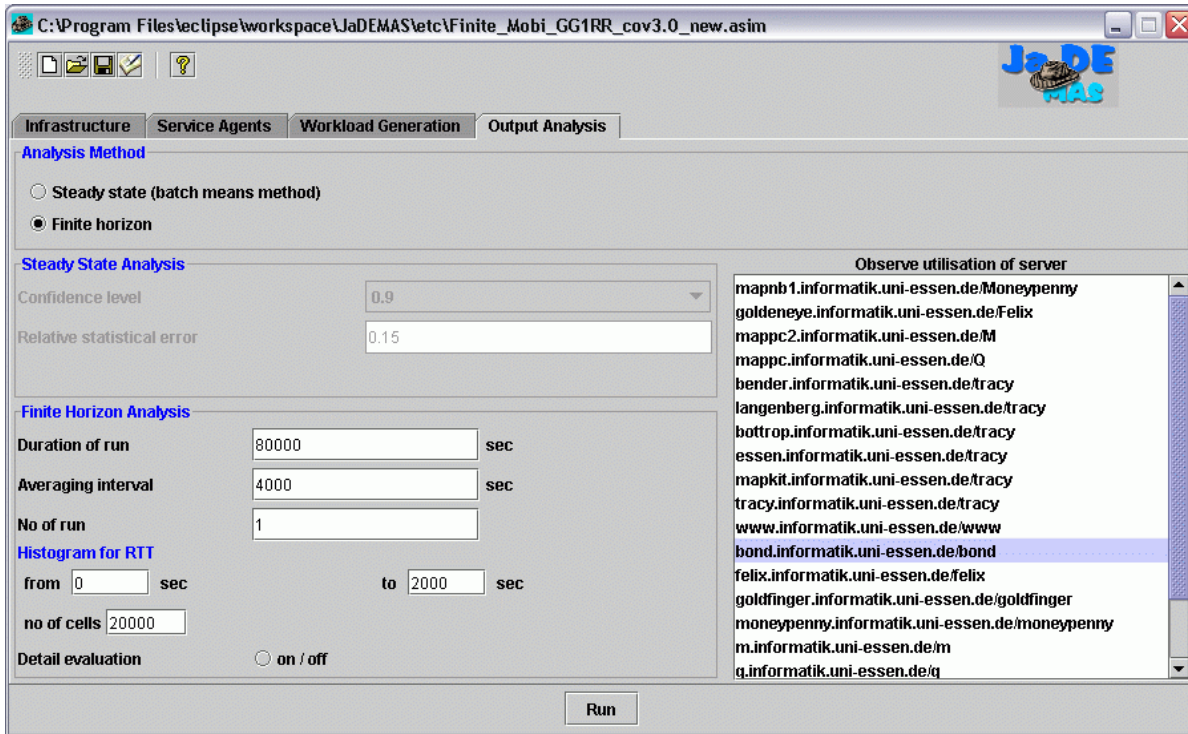 C:\Program Files\eclipse\workspace\JaDEMAS\etc\Finite_Mobi_GG1RR_cov3.0_new.asim
JaDE
MAS
Infrastructure Service Agents Workload Generation Output Analysis
Analysis Method
Steady state (batch means method)
Finite horizon
Steady State Analysis
Confidence level 0.9
Relative statistical error 0.15
Finite Horizon Analysis
Duration of run 80000 sec
Averaging interval 4000 sec
No of run 1
Histogram for RTT
from 0 sec to 2000 sec
no of cells 20000
Detail evaluation on / off
Observe utilisation of server
mapnb1.informatik.uni-essen.de/Moneypenny
goldeneye.informatik.uni-essen.de/Felix
mappc2.informatik.uni-essen.de/M
mappc.informatik.uni-essen.de/Q
bender.informatik.uni-essen.de/tracy
langenberg.informatik.uni-essen.de/tracy
bottrop.informatik.uni-essen.de/tracy
essen.informatik.uni-essen.de/tracy
mapkit.informatik.uni-essen.de/tracy
tracy.informatik.uni-essen.de/tracy
www.informatik.uni-essen.de/www
bond.informatik.uni-essen.de/bond
felix.informatik.uni-essen.de/felix
goldfinger.informatik.uni-essen.de/goldfinger
moneypenny.informatik.uni-essen.de/moneypenny
m.informatik.uni-essen.de/m
q.informatik.uni-essen.de/q
Run